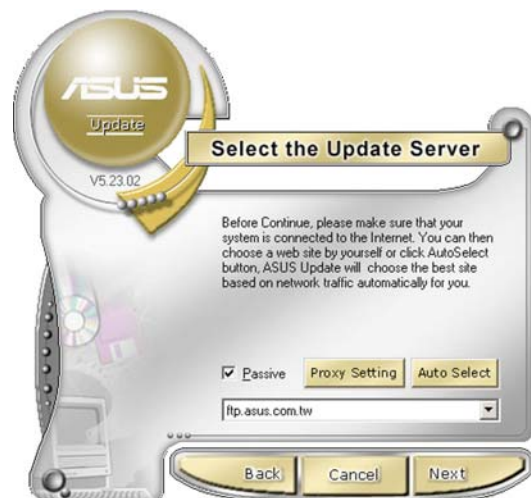 ASUS
Update
V5.23.02
Select the Update Server
Before Continue, please make sure that your
system is connected to the Internet. You can then
choose a web site by yourself or click AutoSelect
button, ASUS Update will choose the best site
based on network traffic automatically for you.
Passive
Proxy Setting
Auto Select
ftp.asus.com.tw
Back
Cancel
Next